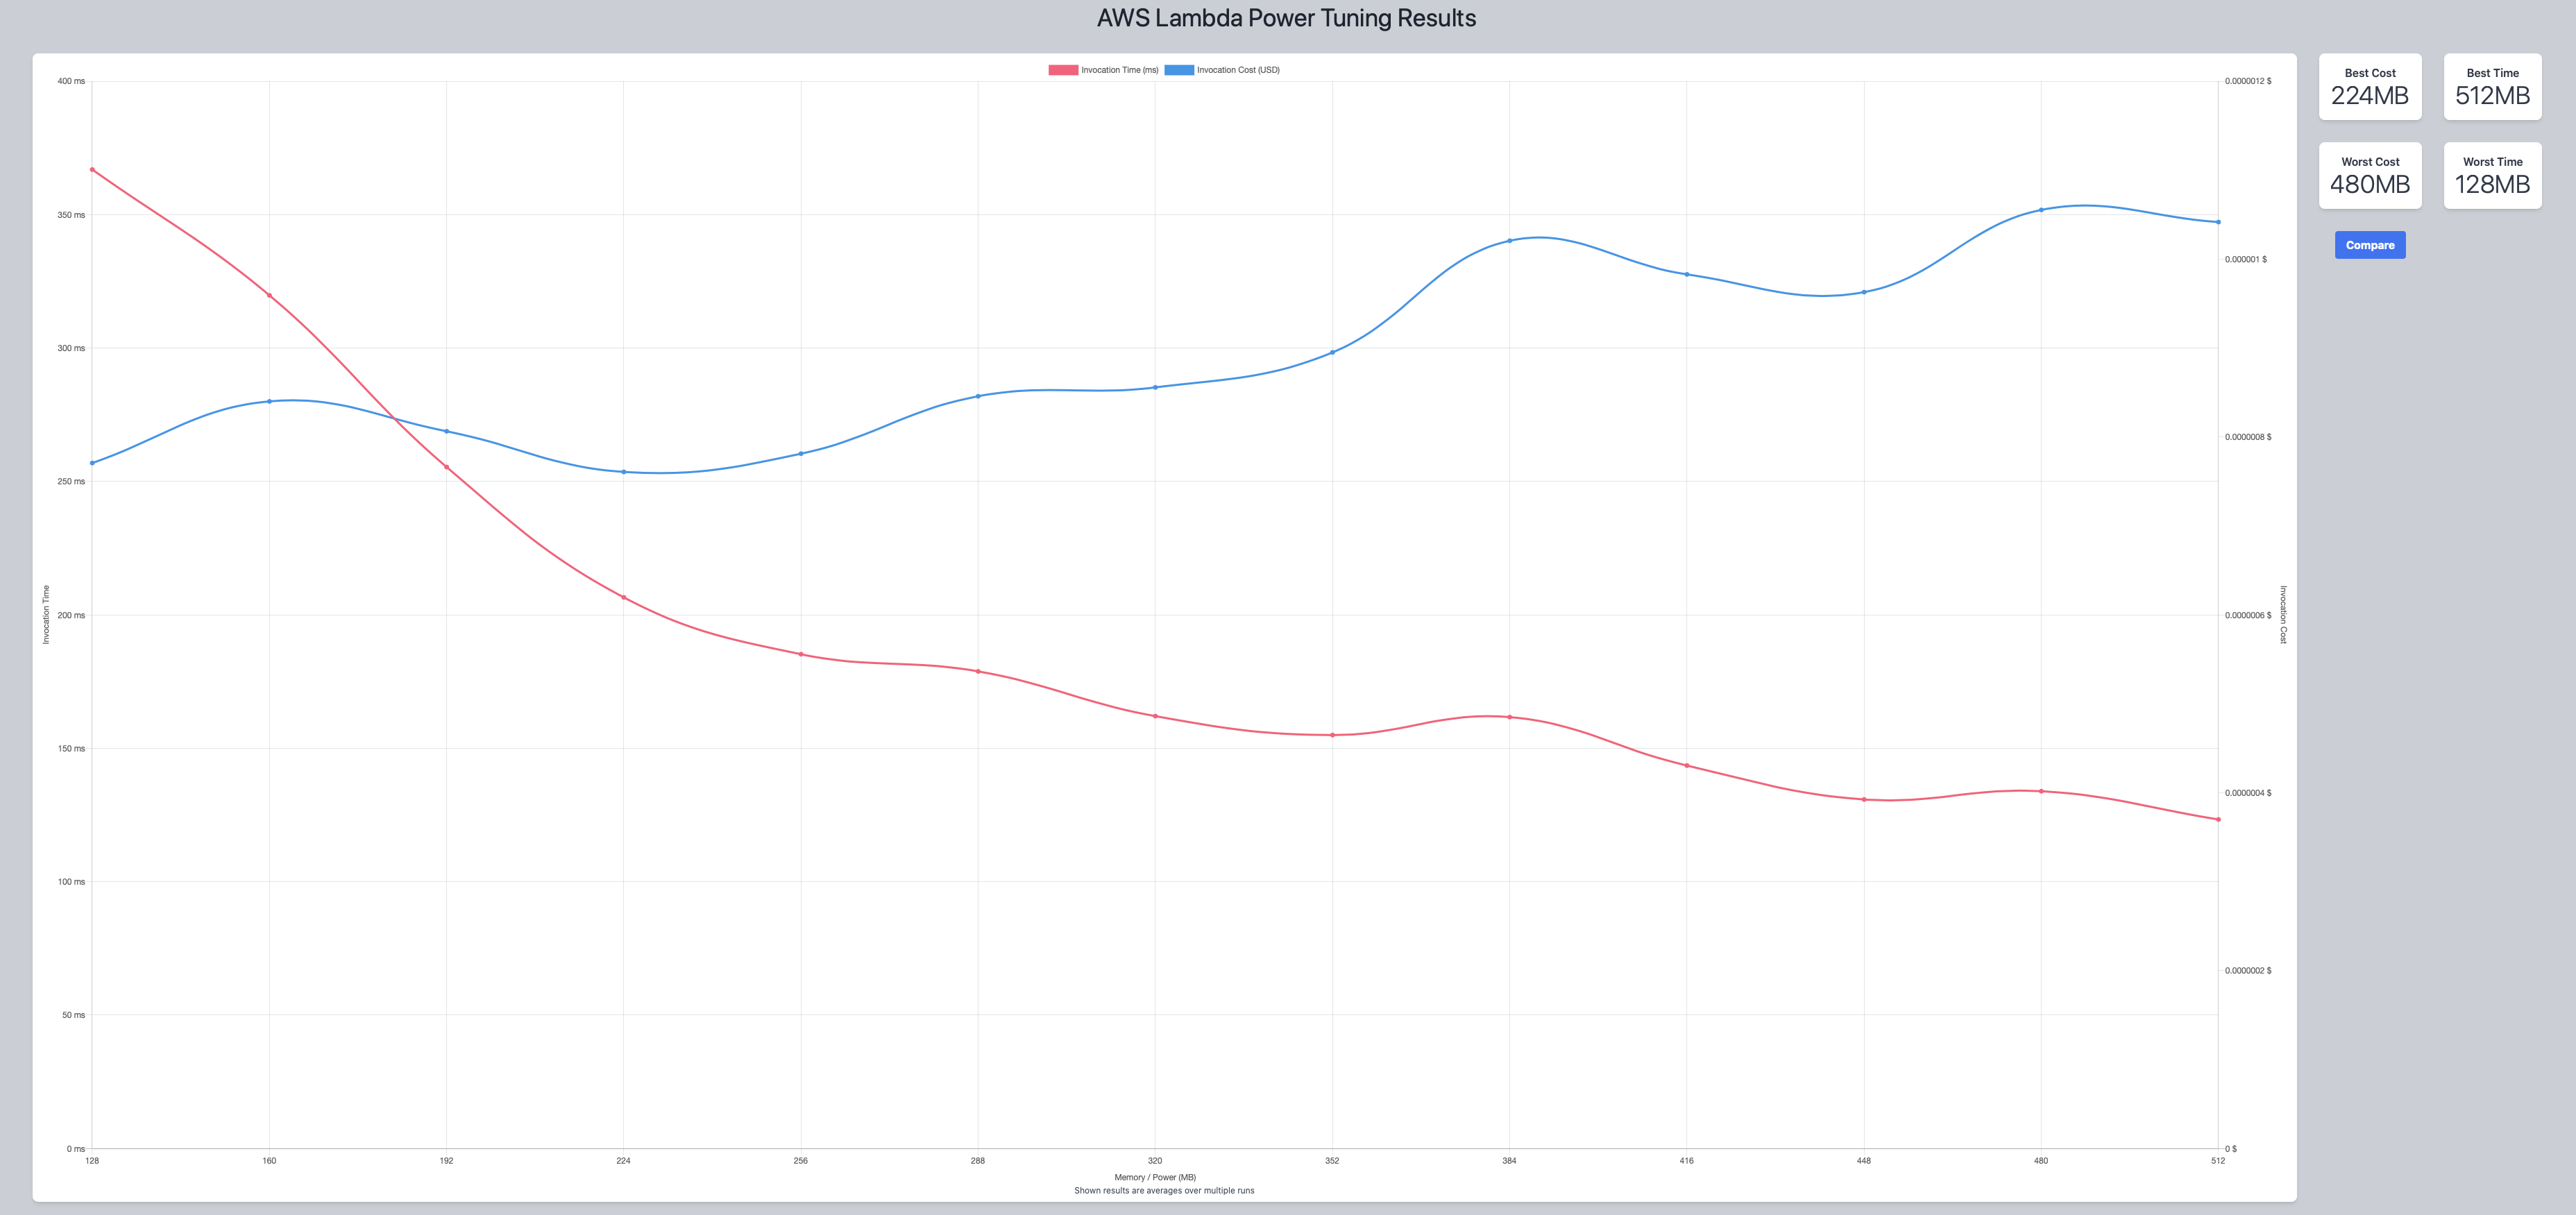 AWS Lambda Power Tuning Results
Invocation Time (ms) Invocation Cost (USD)
400 ms
350 ms
300 ms
250 ms
200 ms
150 ms
100 ms
50 ms
0 ms
Invocation Time
0.0000012 $
0.000001 $
0.0000008 $
0.0000006 $
0.0000004 $
0.0000002 $
0 $
Invocation Cost
128 160 192 224 256 288 320 352 384 416 448 480 512
Memory / Power (MB)
Shown results are averages over multiple runs
Best Cost
224MB
Best Time
512MB
Worst Cost
480MB
Worst Time
128MB
Compare